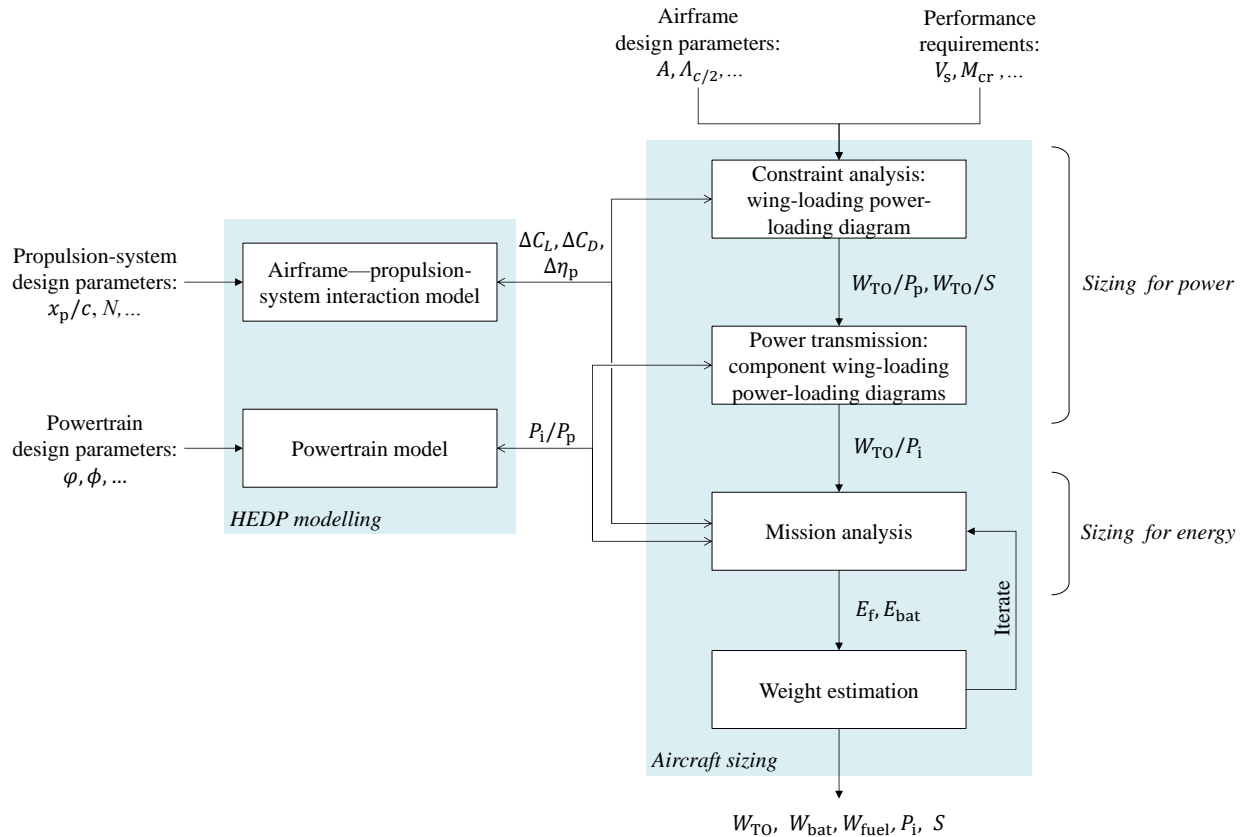 Airframe
design parameters:
A, Λ_{c/2}, …
Performance
requirements:
V_s, M_cr , …
Constraint analysis:
wing-loading power-
loading diagram
Propulsion-system
design parameters:
x_p/c, N, …
Airframe—propulsion-
system interaction model
ΔC_L, ΔC_D,
Δη_p
W_TO/P_p, W_TO/S
Sizing for power
Power transmission:
component wing-loading
power-loading diagrams
Powertrain
design parameters:
φ, ϕ, …
Powertrain model
P_i/P_p
W_TO/P_i
HEDP modelling
Mission analysis
Sizing for energy
E_f, E_bat
Iterate
Weight estimation
Aircraft sizing
W_TO, W_bat, W_fuel, P_i, S